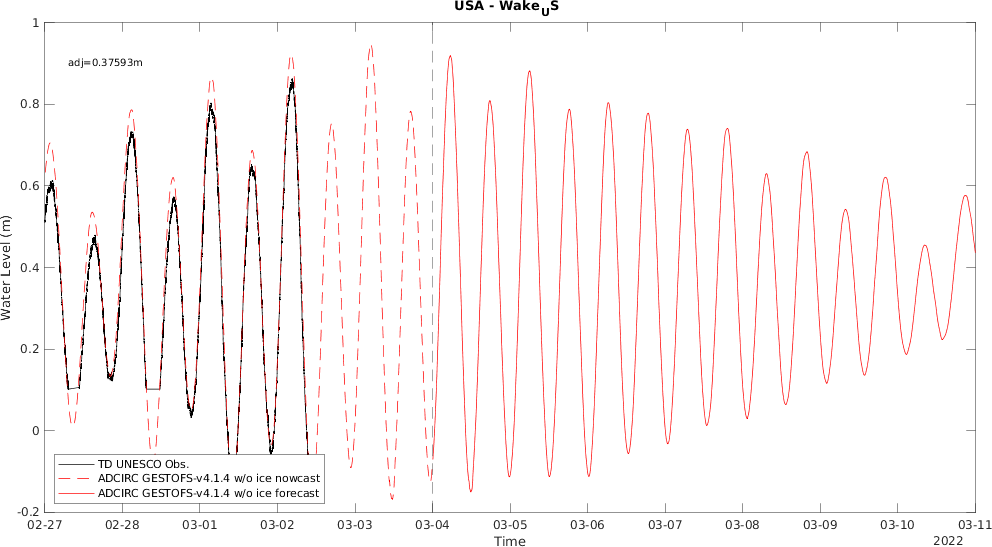 USA - Wake_US
adj=0.37593m
Water Level (m)
1
0.8
0.6
0.4
0.2
0
-0.2
TD UNESCO Obs.
ADCIRC GESTOFS-v4.1.4 w/o ice nowcast
ADCIRC GESTOFS-v4.1.4 w/o ice forecast
02-27 02-28 03-01 03-02 03-03 03-04 03-05 03-06 03-07 03-08 03-09 03-10 03-11
Time
2022